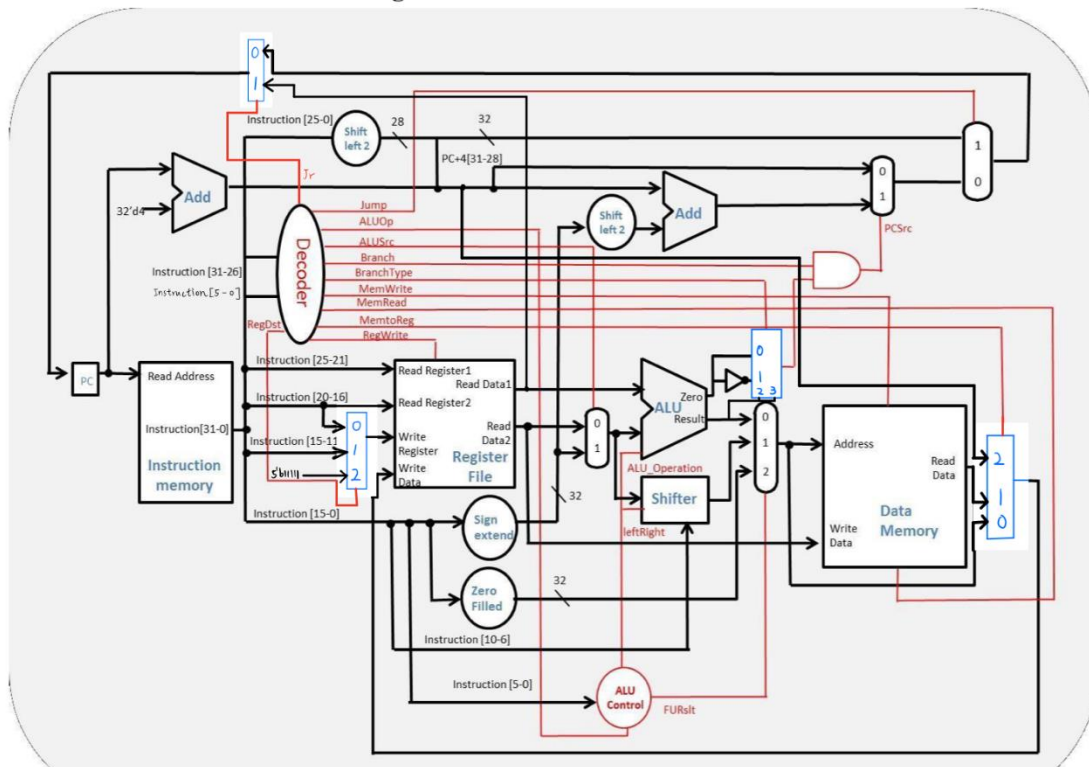 0
1
Instruction [25-0]
Shift
left 2
28
32
PC+4[31-28]
1
0
0
1
Add
32'd4
Jr
Shift
left 2
Add
PCSrc
Decoder
Jump
ALUOp
ALUSrc
Branch
BranchType
MemWrite
MemRead
MemtoReg
RegWrite
RegDst
Instruction [31-26]
Instruction [5-0]
PC
Read Address
Instruction[31-0]
Instruction
memory
Instruction [25-21]
Instruction [20-16]
Instruction [15-11
5'b11111
Instruction [15-0]
0
1
2
Read Register1
Read Data1
Read Register2
Read
Data2
Write
Register
Write
Data
Register
File
0
1
ALU
Zero
Result
ALU_Operation
Shifter
leftRight
0
1
2 3
0
1
2
Address
Read
Data
Write
Data
Data
Memory
2
1
0
Sign
extend
32
Zero
Filled
32
Instruction [10-6]
Instruction [5-0]
ALU
Control
FURslt